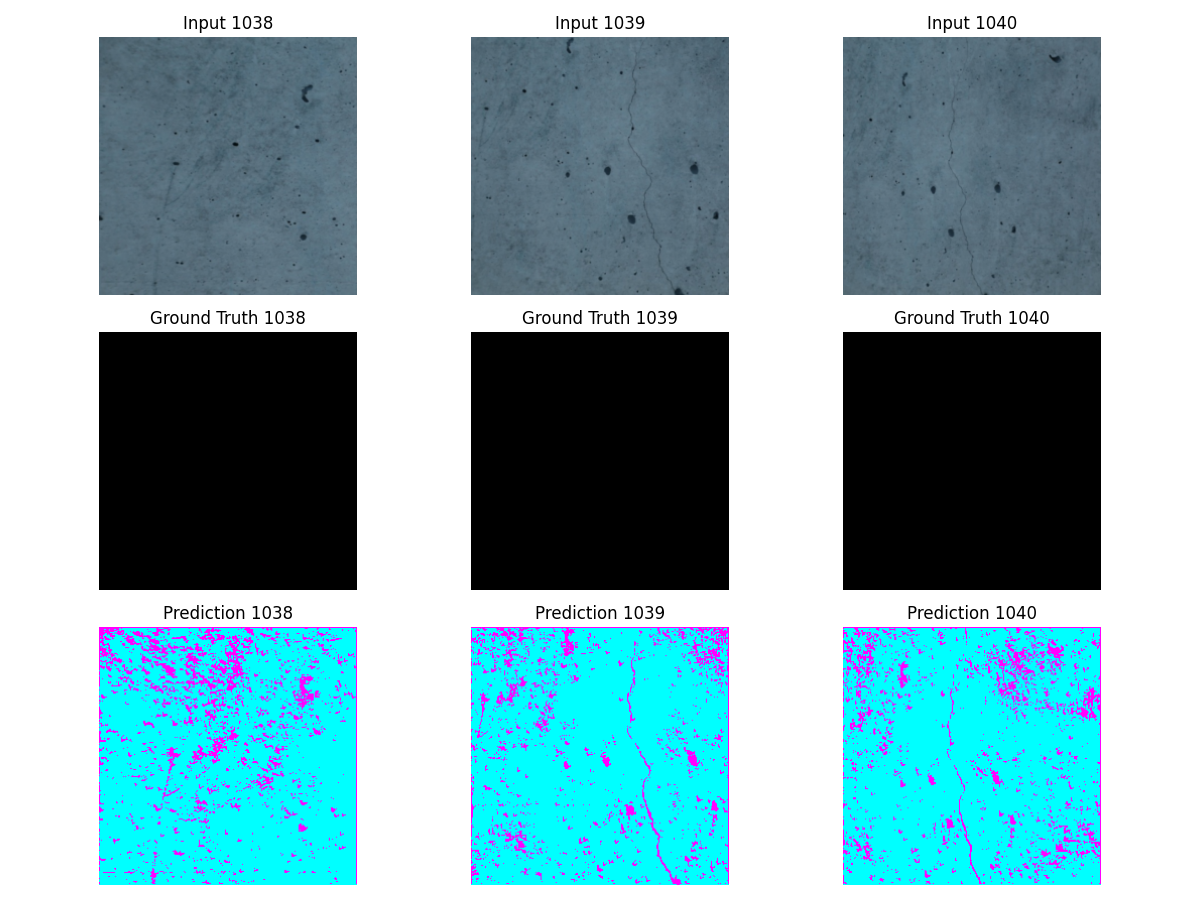 Input 1038
Input 1039
Input 1040
Ground Truth 1038
Ground Truth 1039
Ground Truth 1040
Prediction 1038
Prediction 1039
Prediction 1040